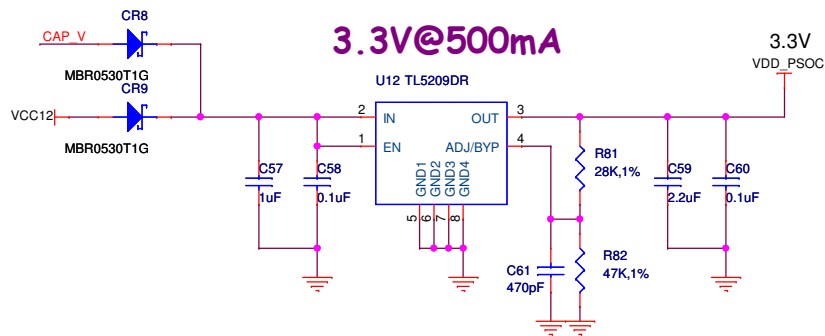 CR8
CAP_V
MBR0530T1G
CR9
VCC12
MBR0530T1G
3.3V@500mA
3.3V
VDD_PSOC
U12 TL5209DR
2
IN
OUT
3
1
EN
ADJ/BYP
4
GND1
GND2
GND3
GND4
5
6
7
8
C57
1uF
C58
0.1uF
R81
28K,1%
C59
2.2uF
C60
0.1uF
C61
470pF
R82
47K,1%